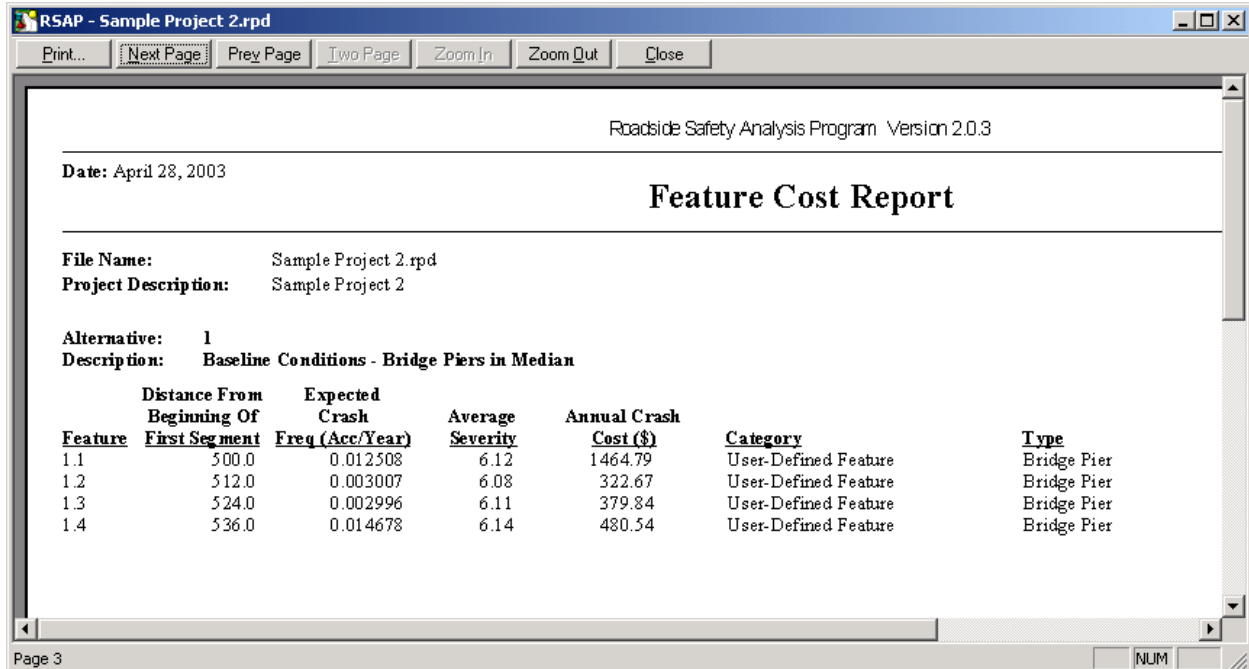 RSAP - Sample Project 2.rpd
Print... Next Page Prev Page Two Page Zoom In Zoom Out Close
Roadside Safety Analysis Program Version 2.0.3
Date: April 28, 2003
Feature Cost Report
File Name: Sample Project 2.rpd
Project Description: Sample Project 2
Alternative: 1
Description: Baseline Conditions - Bridge Piers in Median
Distance From Expected
Beginning Of Crash Average Annual Crash
Feature First Segment Freq (Acc/Year) Severity Cost ($) Category Type
1.1 500.0 0.012508 6.12 1464.79 User-Defined Feature Bridge Pier
1.2 512.0 0.003007 6.08 322.67 User-Defined Feature Bridge Pier
1.3 524.0 0.002996 6.11 379.84 User-Defined Feature Bridge Pier
1.4 536.0 0.014678 6.14 480.54 User-Defined Feature Bridge Pier
Page 3 NUM